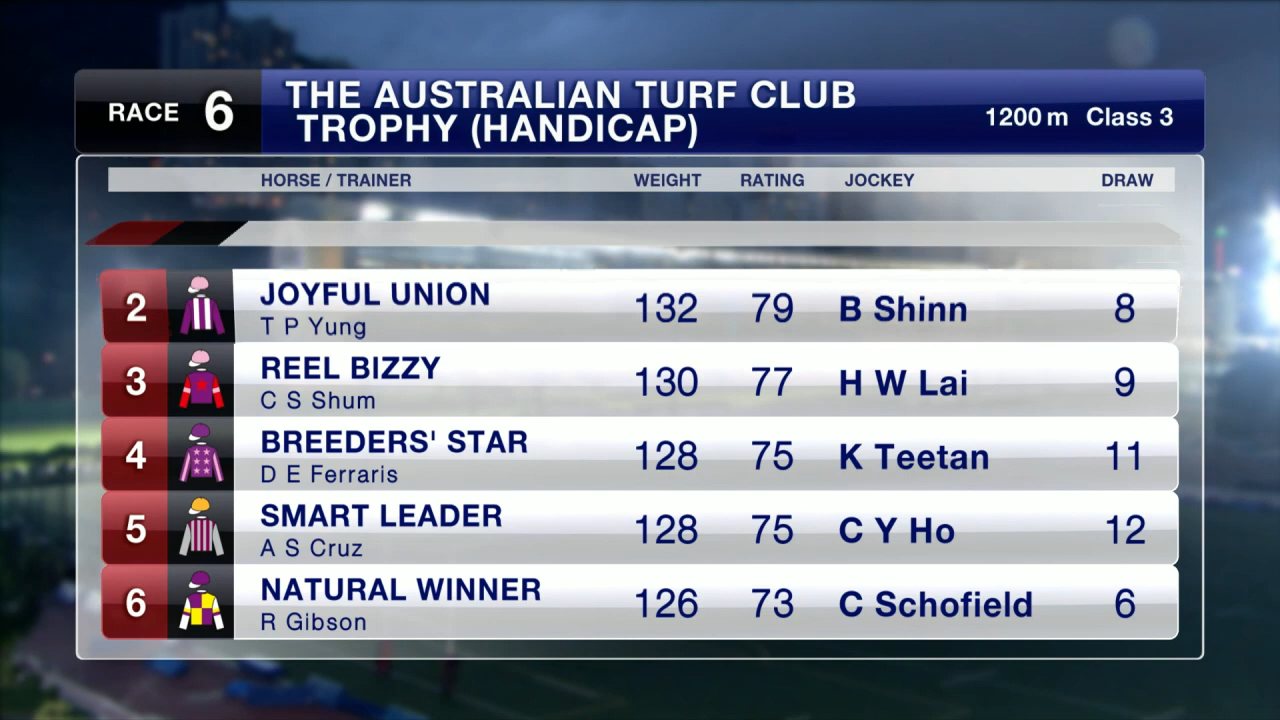 RACE 6
THE AUSTRALIAN TURF CLUB
TROPHY (HANDICAP)
1200 m Class 3
HORSE / TRAINER WEIGHT RATING JOCKEY DRAW
2 JOYFUL UNION 132 79 B Shinn 8
T P Yung
3 REEL BIZZY 130 77 H W Lai 9
C S Shum
4 BREEDERS' STAR 128 75 K Teetan 11
D E Ferraris
5 SMART LEADER 128 75 C Y Ho 12
A S Cruz
6 NATURAL WINNER 126 73 C Schofield 6
R Gibson